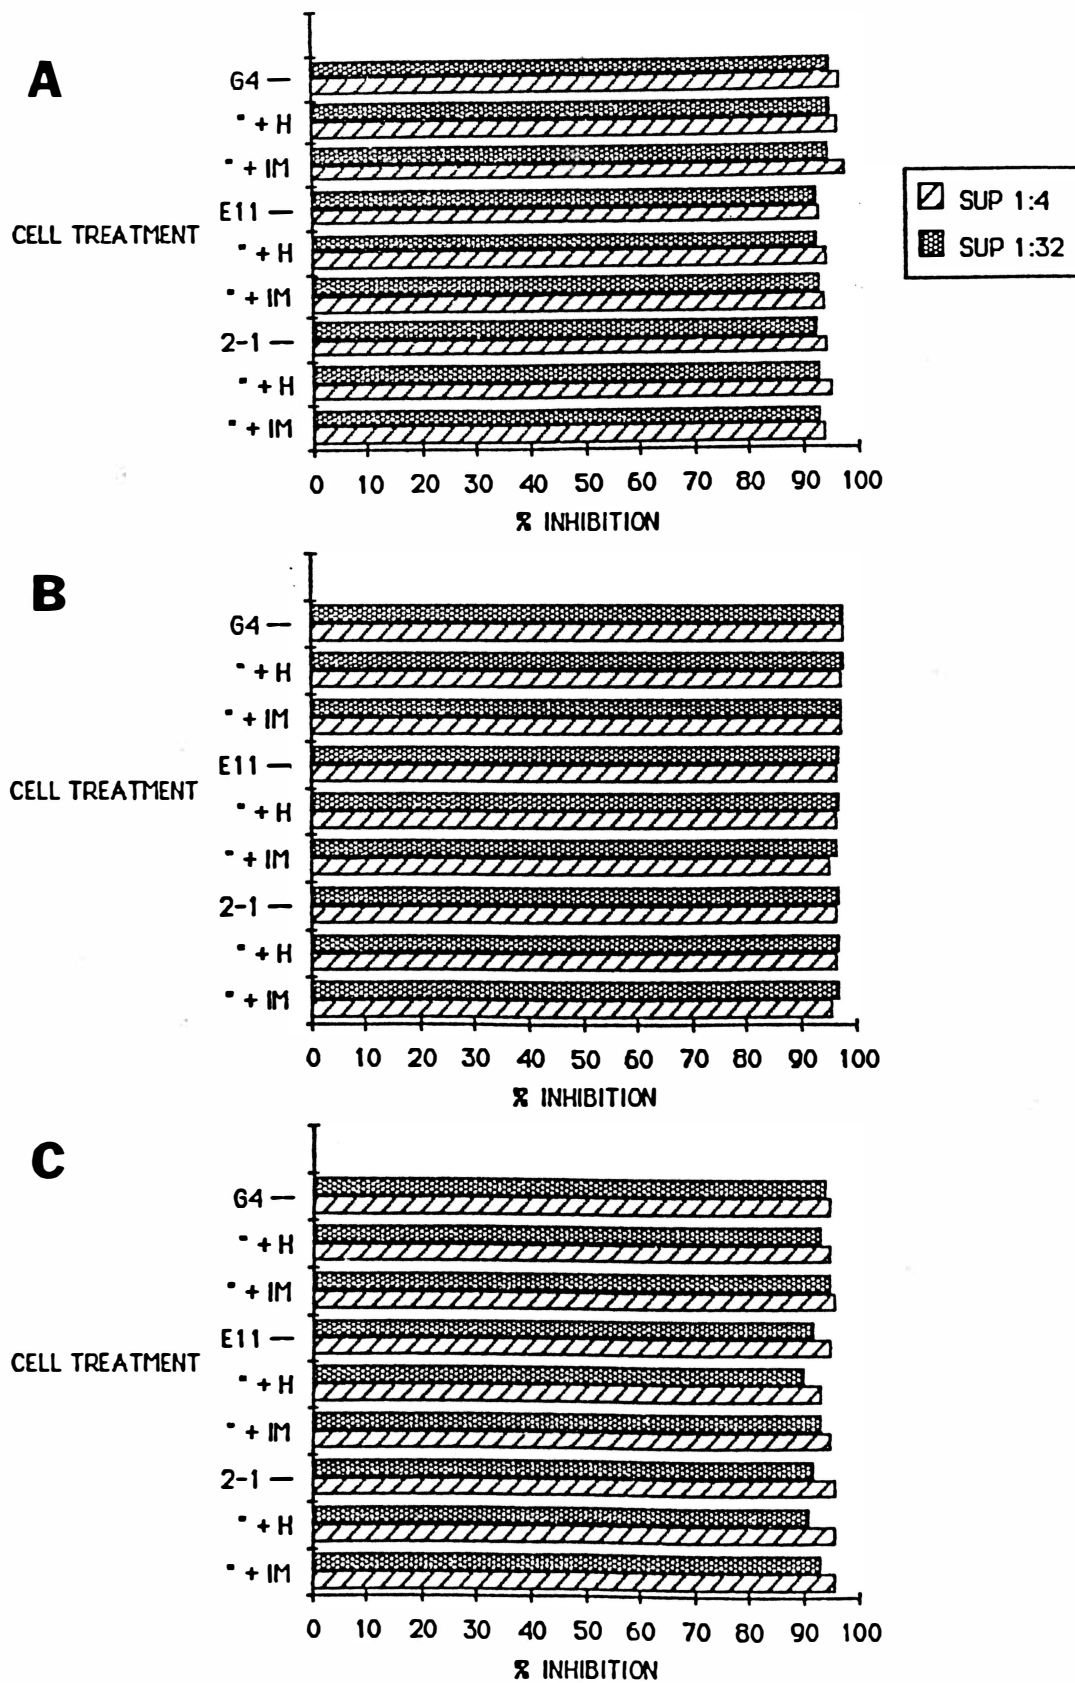 A
G4 —
" + H
" + IM
E11 —
CELL TREATMENT
" + H
" + IM
2-1 —
" + H
" + IM
0 10 20 30 40 50 60 70 80 90 100
% INHIBITION
SUP 1:4
SUP 1:32
B
G4 —
" + H
" + IM
E11 —
CELL TREATMENT
" + H
" + IM
2-1 —
" + H
" + IM
0 10 20 30 40 50 60 70 80 90 100
% INHIBITION
C
G4 —
" + H
" + IM
E11 —
CELL TREATMENT
" + H
" + IM
2-1 —
" + H
" + IM
0 10 20 30 40 50 60 70 80 90 100
% INHIBITION